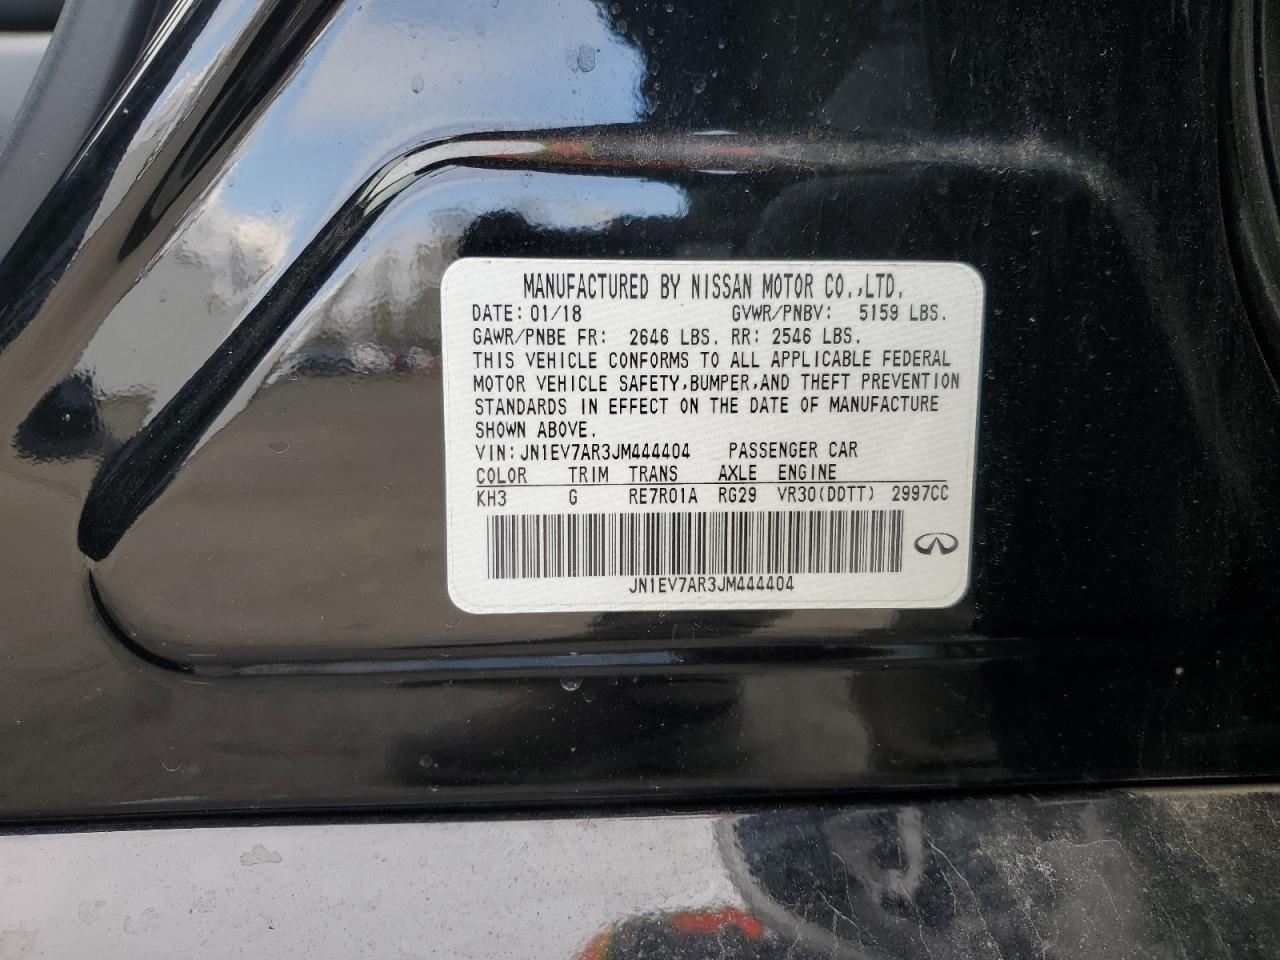 MANUFACTURED BY NISSAN MOTOR CO.,LTD.
DATE: 01/18 GVWR/PNBV: 5159 LBS.
GAWR/PNBE FR: 2646 LBS. RR: 2546 LBS.
THIS VEHICLE CONFORMS TO ALL APPLICABLE FEDERAL
MOTOR VEHICLE SAFETY,BUMPER,AND THEFT PREVENTION
STANDARDS IN EFFECT ON THE DATE OF MANUFACTURE
SHOWN ABOVE.
VIN: JN1EV7AR3JM444404 PASSENGER CAR
COLOR TRIM TRANS AXLE ENGINE
KH3 G RE7R01A RG29 VR30(DDTT) 2997CC
JN1EV7AR3JM444404